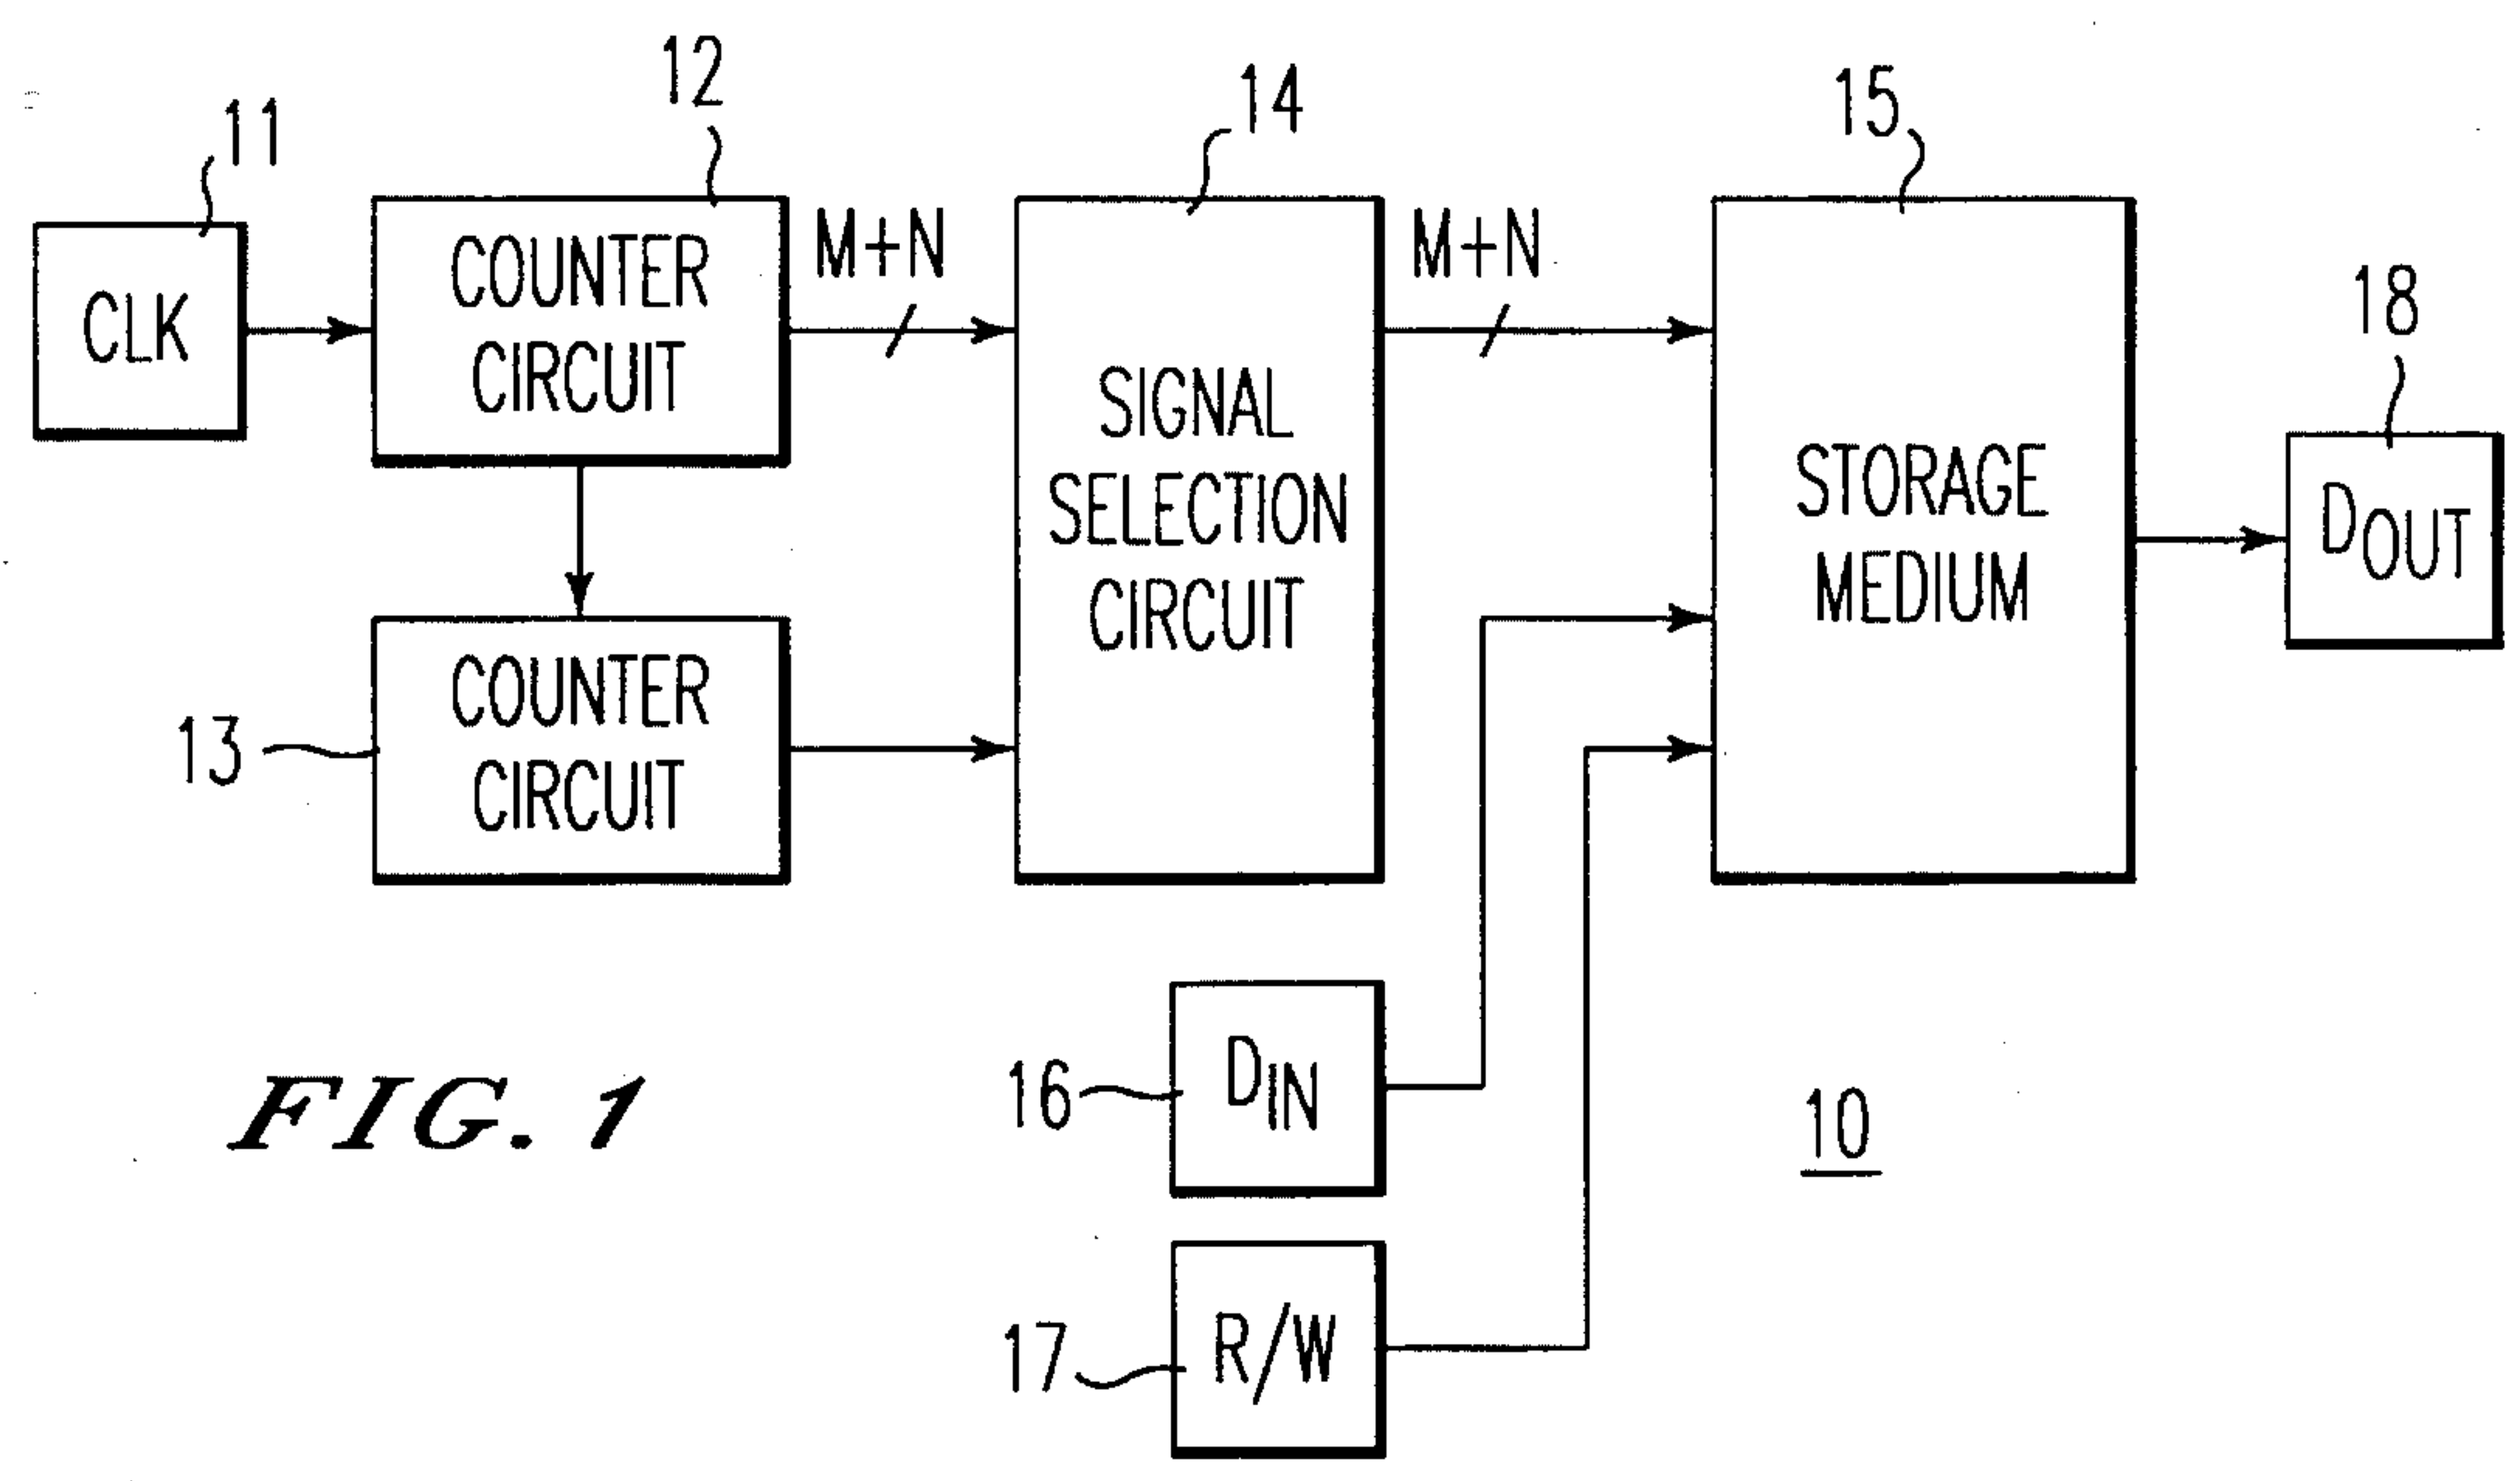 11
CLK
12
COUNTER
CIRCUIT
M+N
14
SIGNAL
SELECTION
CIRCUIT
M+N
15
STORAGE
MEDIUM
18
DOUT
13
COUNTER
CIRCUIT
16
DIN
17
R/W
10
FIG. 1